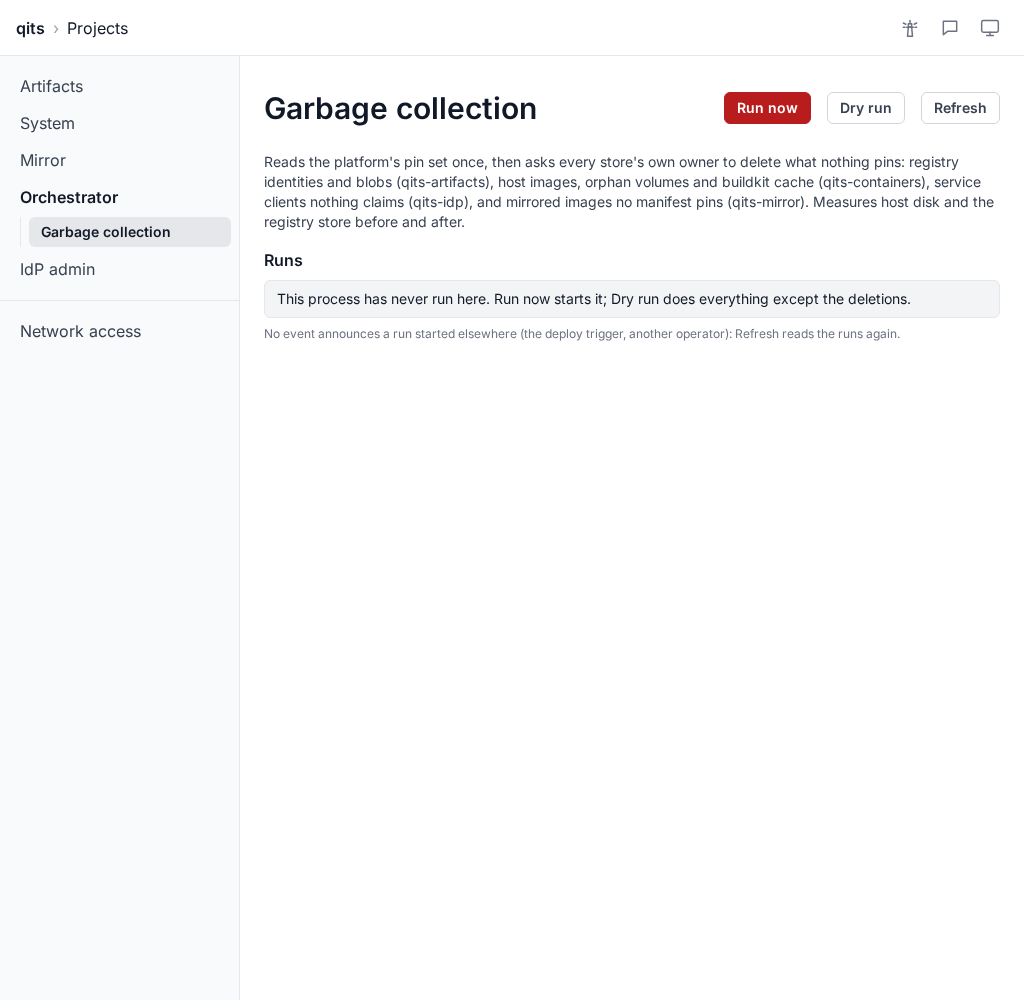 qits › Projects
Artifacts
System
Mirror
Orchestrator
Garbage collection
IdP admin
Network access
Garbage collection
Run now
Dry run
Refresh
Reads the platform's pin set once, then asks every store's own owner to delete what nothing pins: registry
identities and blobs (qits-artifacts), host images, orphan volumes and buildkit cache (qits-containers), service
clients nothing claims (qits-idp), and mirrored images no manifest pins (qits-mirror). Measures host disk and the
registry store before and after.
Runs
This process has never run here. Run now starts it; Dry run does everything except the deletions.
No event announces a run started elsewhere (the deploy trigger, another operator): Refresh reads the runs again.